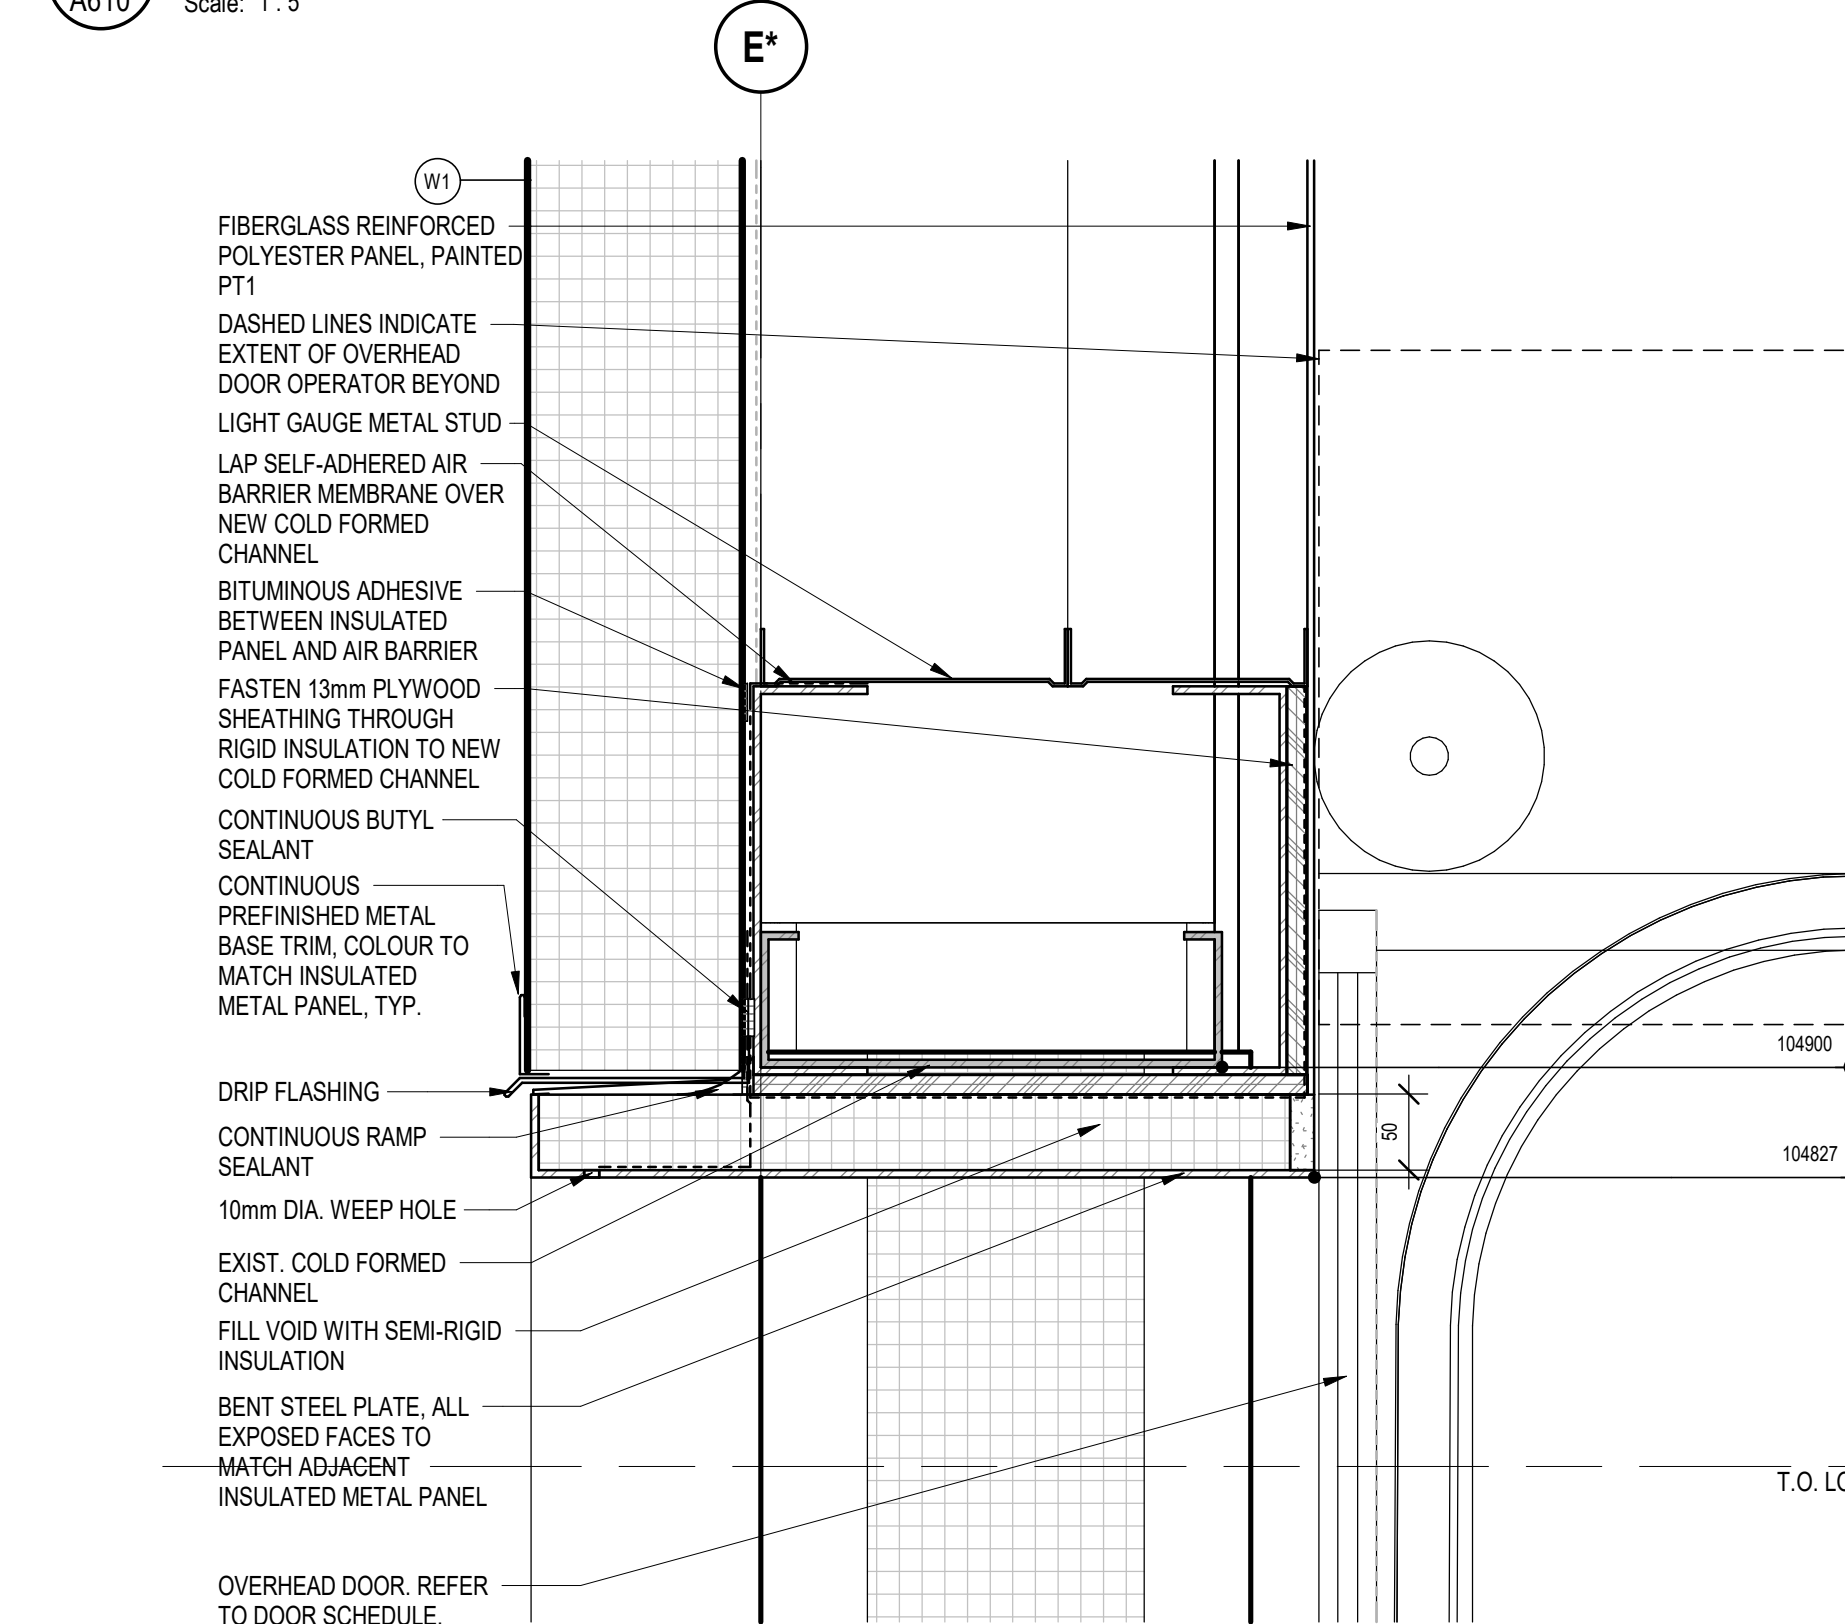 A610
Scale: 1 : 5
E*
W1
FIBERGLASS REINFORCED
POLYESTER PANEL, PAINTED
PT1
DASHED LINES INDICATE
EXTENT OF OVERHEAD
DOOR OPERATOR BEYOND
LIGHT GAUGE METAL STUD
LAP SELF-ADHERED AIR
BARRIER MEMBRANE OVER
NEW COLD FORMED
CHANNEL
BITUMINOUS ADHESIVE
BETWEEN INSULATED
PANEL AND AIR BARRIER
FASTEN 13mm PLYWOOD
SHEATHING THROUGH
RIGID INSULATION TO NEW
COLD FORMED CHANNEL
CONTINUOUS BUTYL
SEALANT
CONTINUOUS
PREFINISHED METAL
BASE TRIM, COLOUR TO
MATCH INSULATED
METAL PANEL, TYP.
DRIP FLASHING
CONTINUOUS RAMP
SEALANT
10mm DIA. WEEP HOLE
EXIST. COLD FORMED
CHANNEL
FILL VOID WITH SEMI-RIGID
INSULATION
BENT STEEL PLATE, ALL
EXPOSED FACES TO
MATCH ADJACENT
INSULATED METAL PANEL
OVERHEAD DOOR. REFER
TO DOOR SCHEDULE.
104900
50
104827
T.O. LO